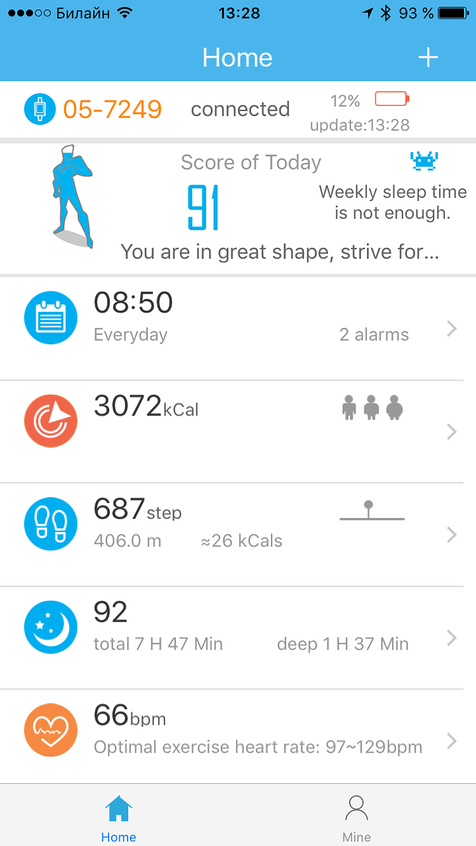 Билайн 13:28 93 %
Home
05-7249 connected 12%
update:13:28
Score of Today
91
Weekly sleep time
is not enough.
You are in great shape, strive for...
08:50
Everyday 2 alarms
3072kCal
687step
406.0 m ≈26 kCals
92
total 7 H 47 Min deep 1 H 37 Min
66bpm
Optimal exercise heart rate: 97~129bpm
Home Mine